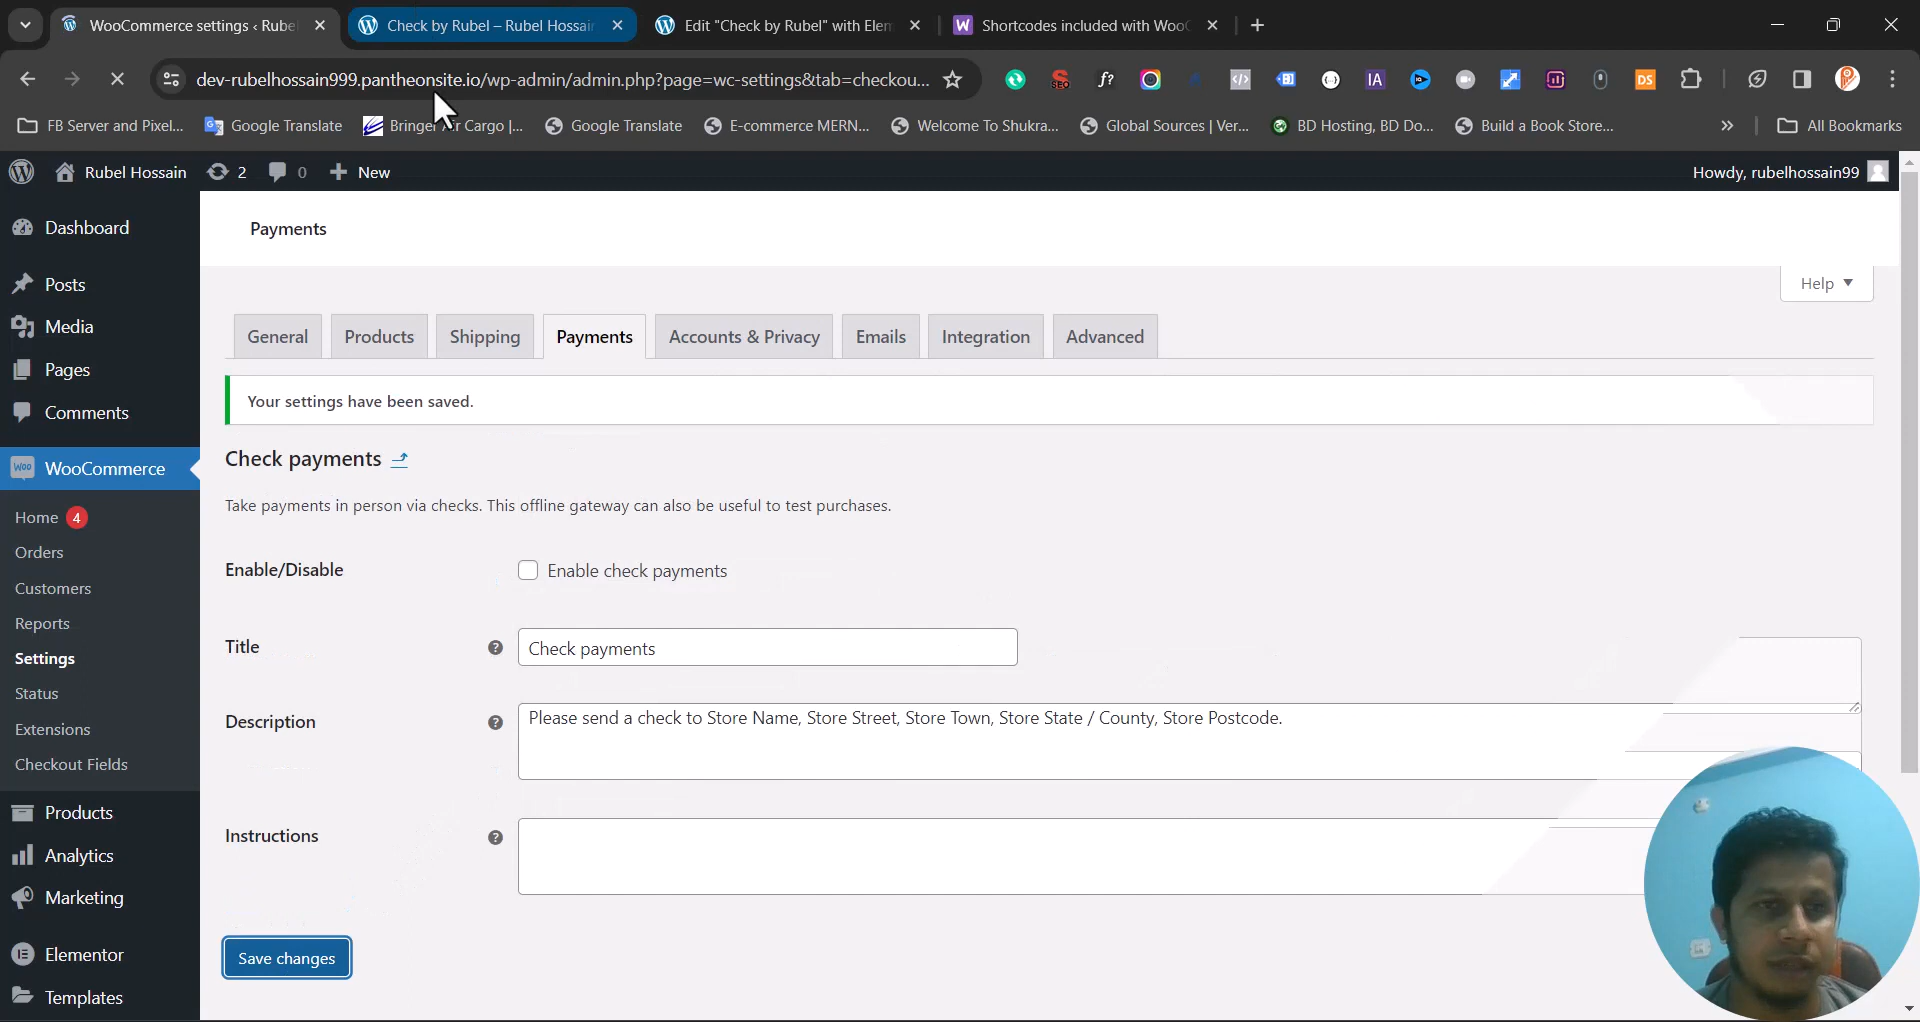 WooCommerce settings ‹ Rube
Check by Rubel – Rubel Hossain
Edit "Check by Rubel" with Elem
Shortcodes included with WooC
dev-rubelhossain999.pantheonsite.io/wp-admin/admin.php?page=wc-settings&tab=checkou...
SEO
f?
IA
DS
FB Server and Pixel...
Google Translate
Bringer Air Cargo |...
Google Translate
E-commerce MERN...
Welcome To Shukra...
Global Sources | Ver...
BD Hosting, BD Do...
Build a Book Store...
»
All Bookmarks
Rubel Hossain
2
0
New
Howdy, rubelhossain99
Dashboard
Posts
Media
Pages
Comments
WooCommerce
Home 4
Orders
Customers
Reports
Settings
Status
Extensions
Checkout Fields
Products
Analytics
Marketing
Elementor
Templates
Payments
Help
General
Products
Shipping
Payments
Accounts & Privacy
Emails
Integration
Advanced
Your settings have been saved.
Check payments
Take payments in person via checks. This offline gateway can also be useful to test purchases.
Enable/Disable
Enable check payments
Title
?
Check payments
Description
?
Please send a check to Store Name, Store Street, Store Town, Store State / County, Store Postcode.
Instructions
?
Save changes